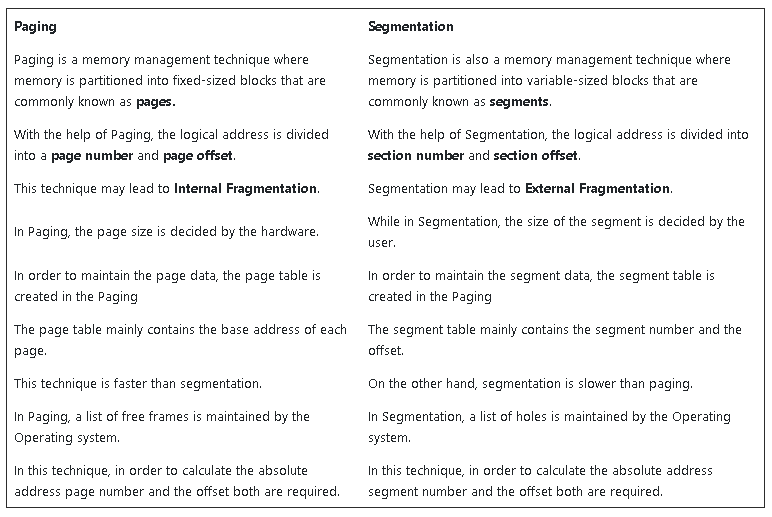 Paging
Segmentation
Paging is a memory management technique where
memory is partitioned into fixed-sized blocks that are
commonly known as pages.
Segmentation is also a memory management technique where
memory is partitioned into variable-sized blocks that are
commonly known as segments.
With the help of Paging, the logical address is divided
into a page number and page offset.
With the help of Segmentation, the logical address is divided into
section number and section offset.
This technique may lead to Internal Fragmentation.
Segmentation may lead to External Fragmentation.
In Paging, the page size is decided by the hardware.
While in Segmentation, the size of the segment is decided by the
user.
In order to maintain the page data, the page table is
created in the Paging
In order to maintain the segment data, the segment table is
created in the Paging
The page table mainly contains the base address of each
page.
The segment table mainly contains the segment number and the
offset.
This technique is faster than segmentation.
On the other hand, segmentation is slower than paging.
In Paging, a list of free frames is maintained by the
Operating system.
In Segmentation, a list of holes is maintained by the Operating
system.
In this technique, in order to calculate the absolute
address page number and the offset both are required.
In this technique, in order to calculate the absolute address
segment number and the offset both are required.